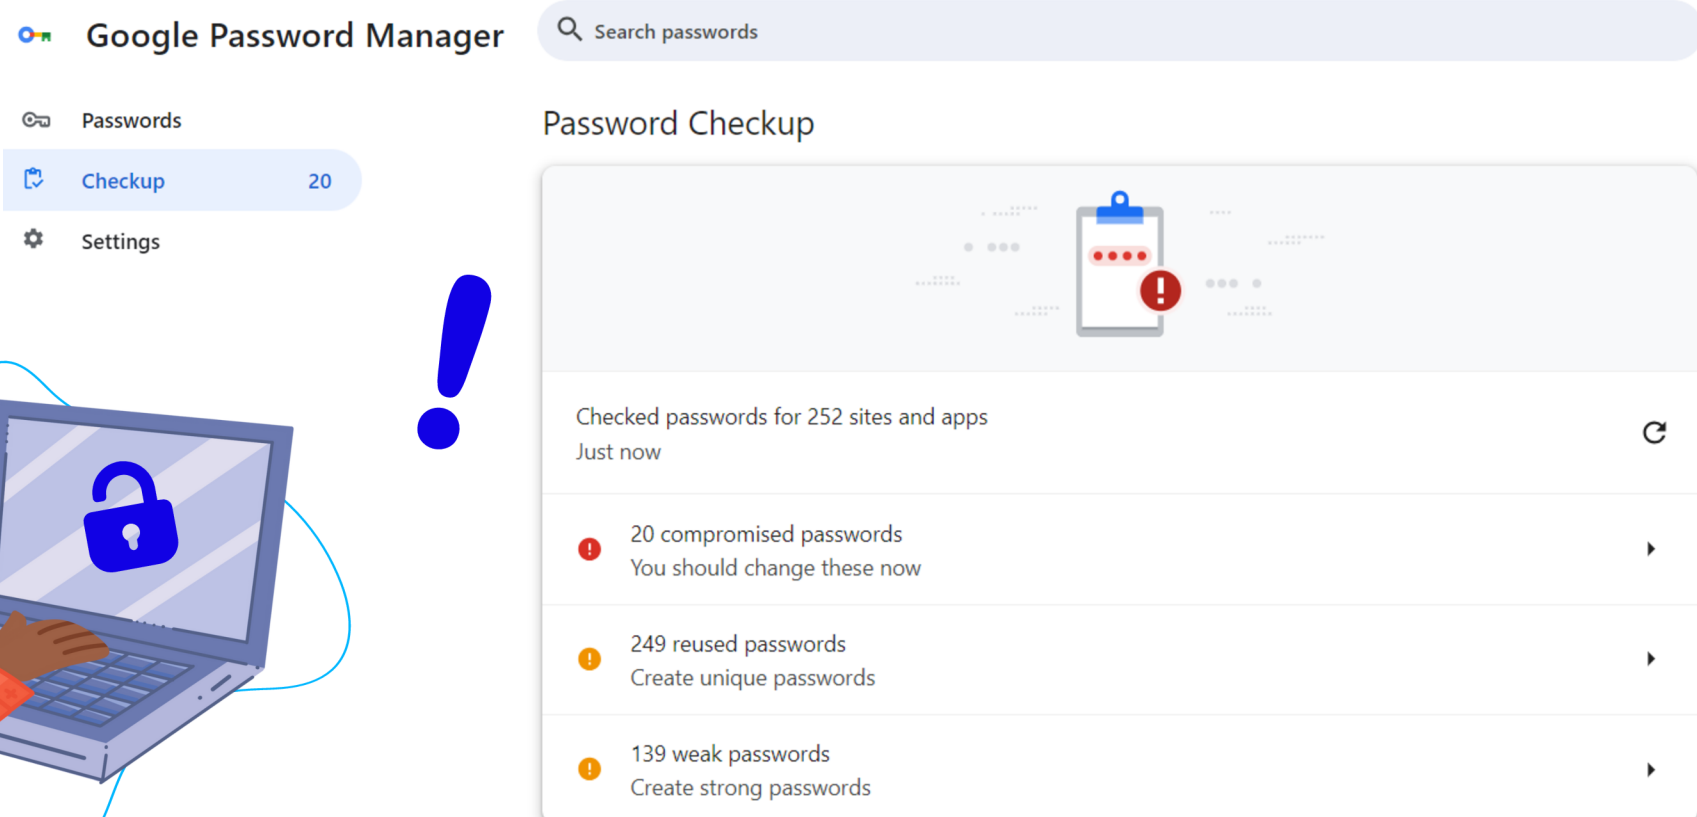 Google Password Manager
Search passwords
Passwords
Checkup 20
Settings
Password Checkup
Checked passwords for 252 sites and apps
Just now
20 compromised passwords
You should change these now
249 reused passwords
Create unique passwords
139 weak passwords
Create strong passwords